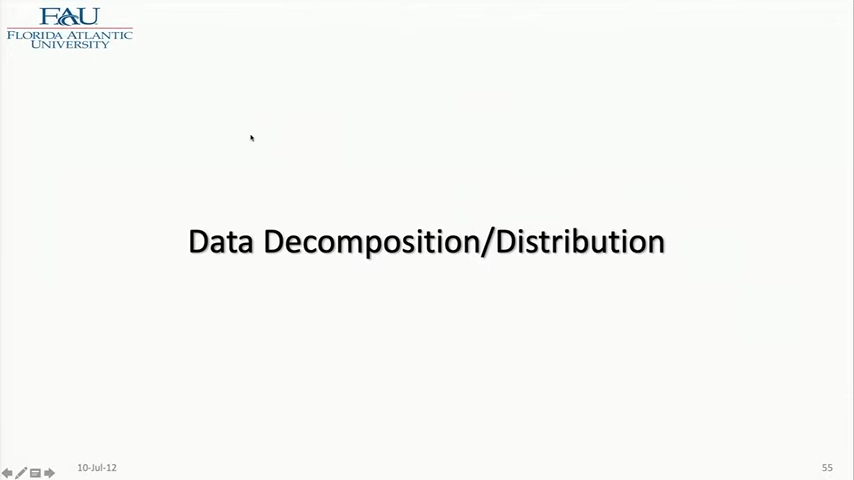 FAU
FLORIDA ATLANTIC
UNIVERSITY
Data Decomposition/Distribution
10-Jul-12
55